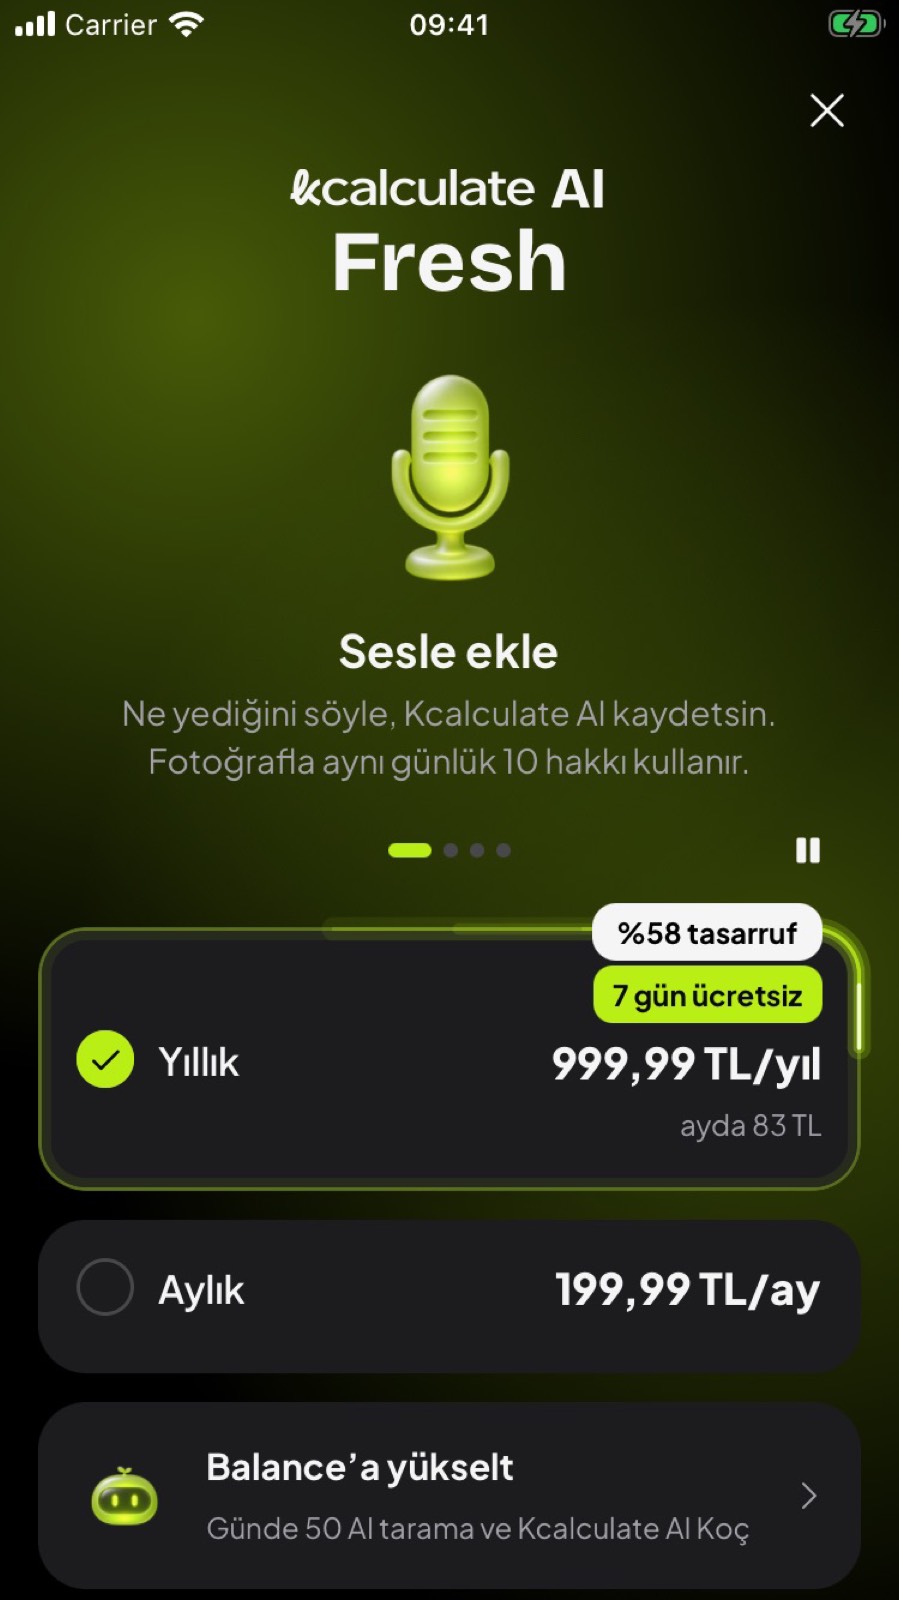 Carrier
09:41
kcalculate AI
Fresh
Sesle ekle
Ne yediğini söyle, Kcalculate AI kaydetsin.
Fotoğrafla aynı günlük 10 hakkı kullanır.
%58 tasarruf
7 gün ücretsiz
Yıllık
999,99 TL/yıl
ayda 83 TL
Aylık
199,99 TL/ay
Balance’a yükselt
Günde 50 AI tarama ve Kcalculate AI Koç